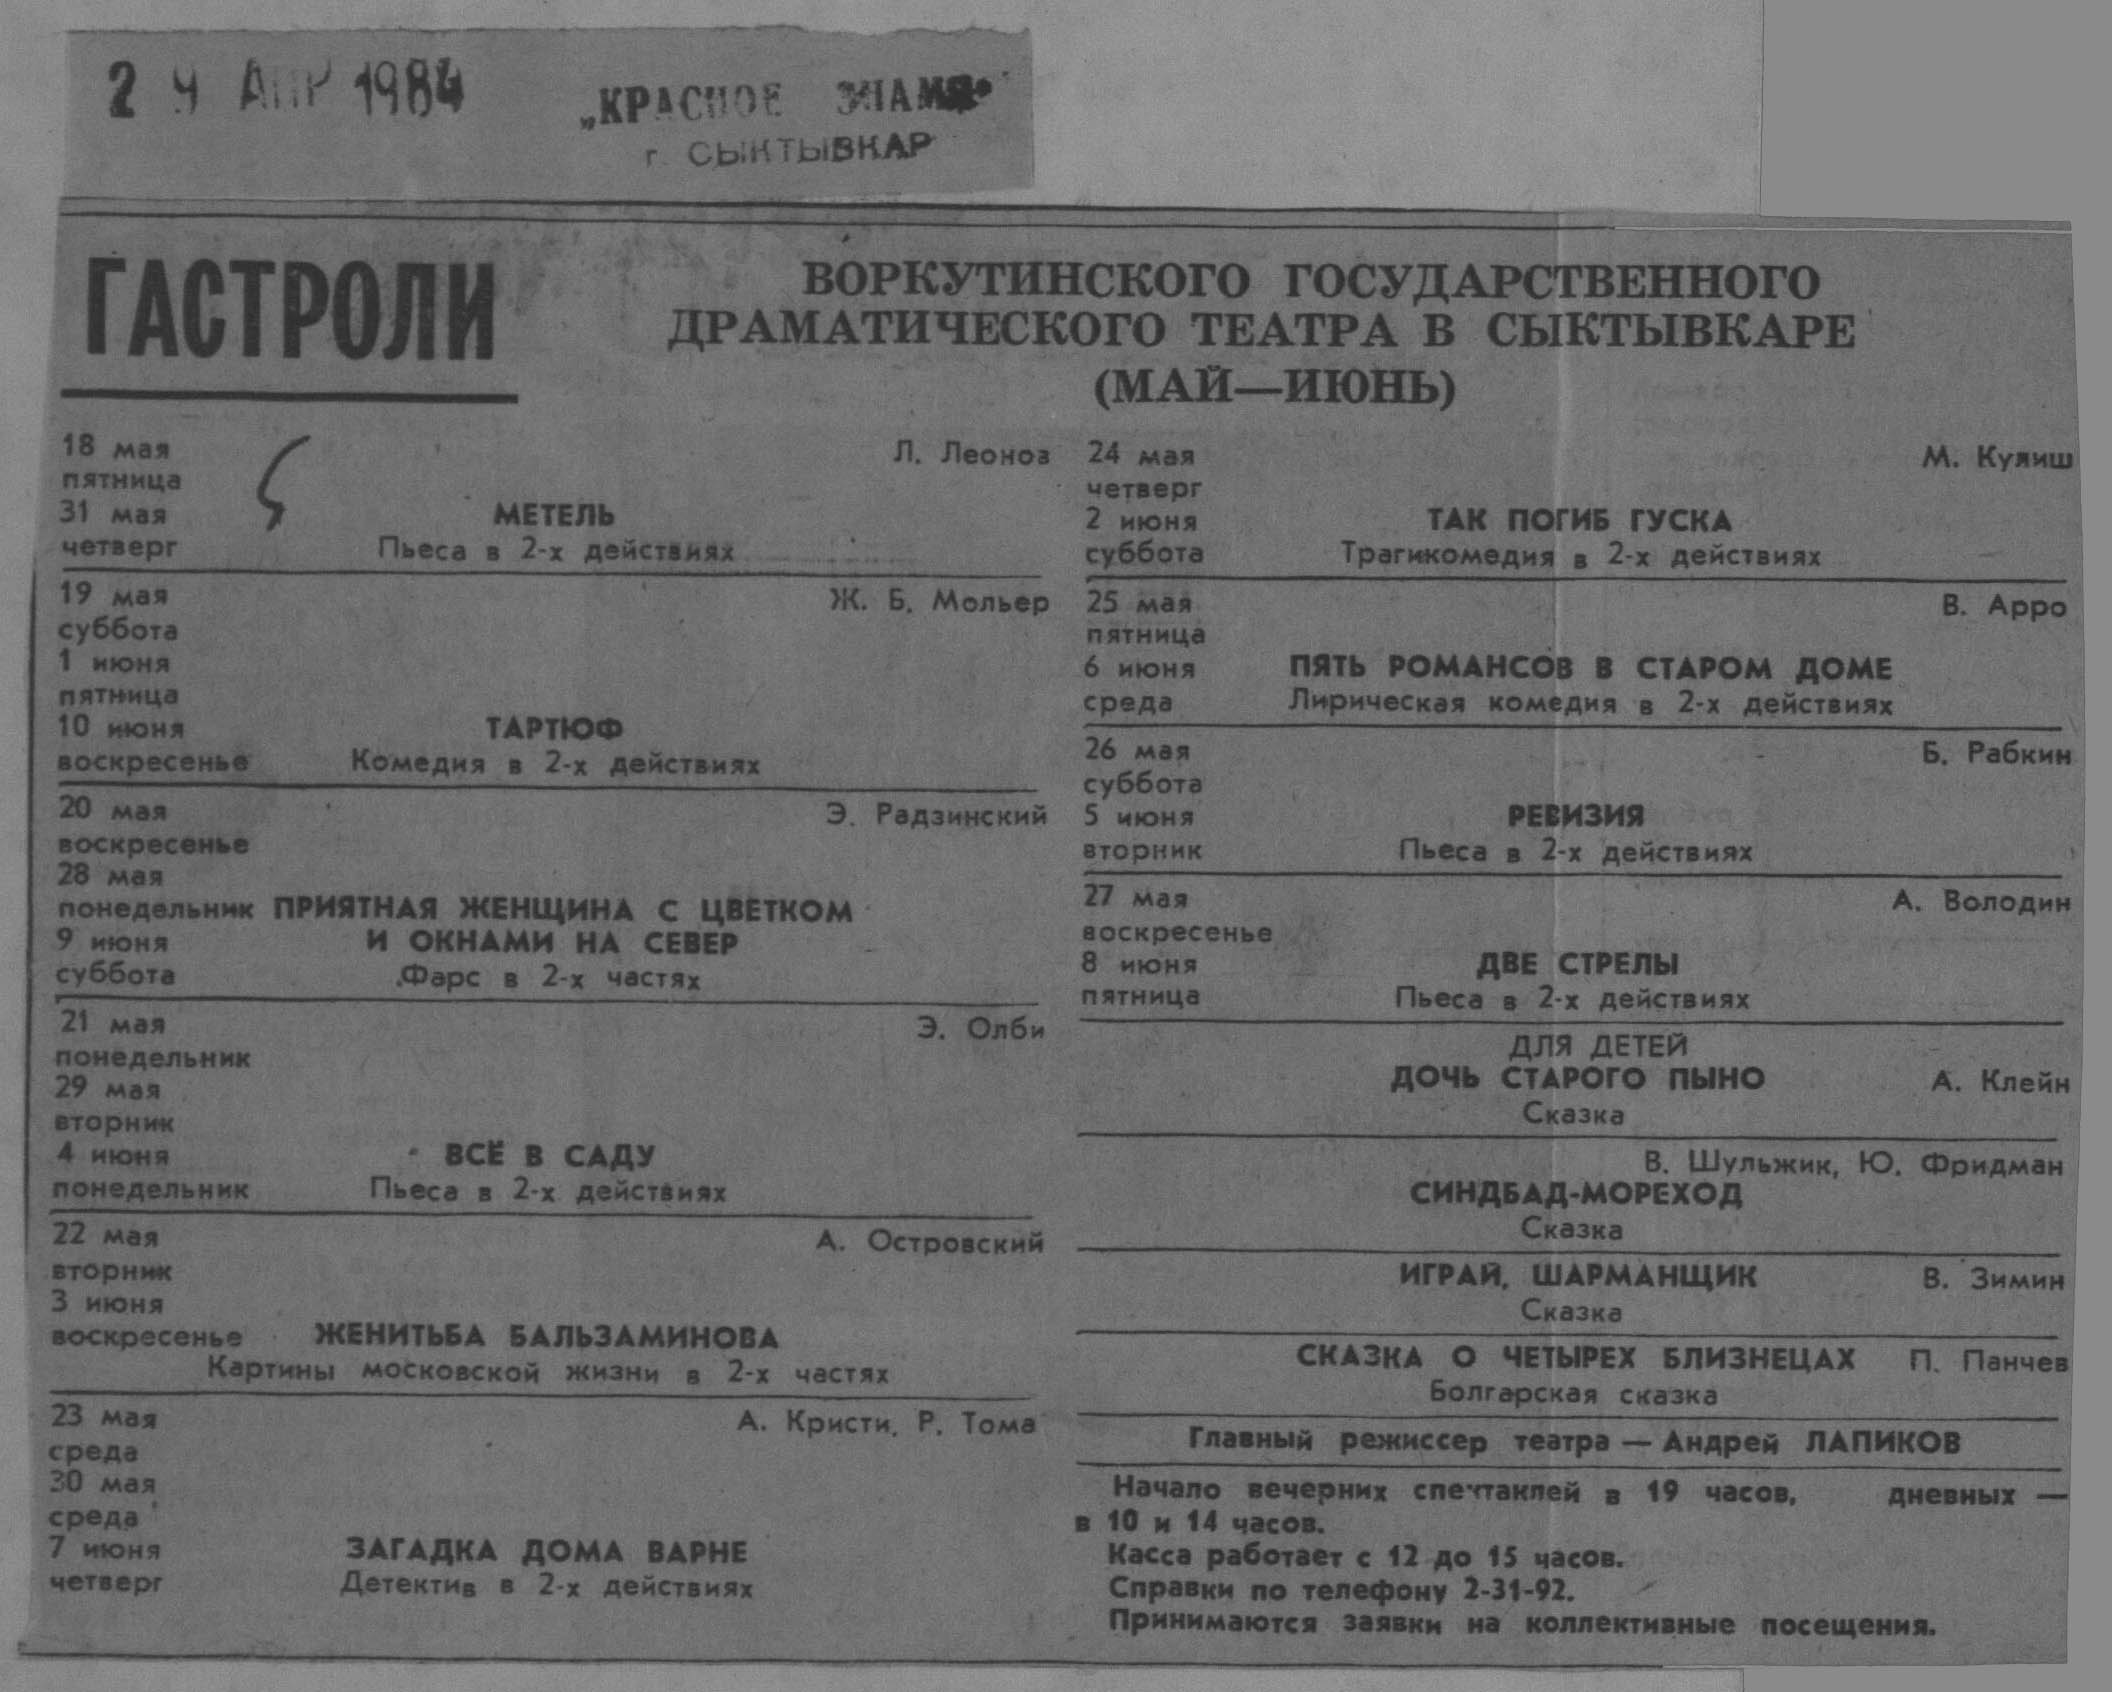 29 АПР 1984
„КРАСНОЕ ЗНАМЯ"
г. СЫКТЫВКАР
ГАСТРОЛИ
ВОРКУТИНСКОГО ГОСУДАРСТВЕННОГО
ДРАМАТИЧЕСКОГО ТЕАТРА В СЫКТЫВКАРЕ
(МАЙ—ИЮНЬ)
18 мая
Л. Леонов
пятница
31 мая
МЕТЕЛЬ
четверг
Пьеса в 2-х действиях
19 мая
Ж. Б. Мольер
суббота
1 июня
пятница
10 июня
ТАРТЮФ
воскресенье
Комедия в 2-х действиях
20 мая
Э. Радзинский
воскресенье
28 мая
понедельник ПРИЯТНАЯ ЖЕНЩИНА С ЦВЕТКОМ
9 июня
И ОКНАМИ НА СЕВЕР
суббота
Фарс в 2-х частях
21 мая
Э. Олби
понедельник
29 мая
вторник
4 июня
ВСЁ В САДУ
понедельник
Пьеса в 2-х действиях
22 мая
А. Островский
вторник
3 июня
воскресенье ЖЕНИТЬБА БАЛЬЗАМИНОВА
Картины московской жизни в 2-х частях
23 мая
А. Кристи, Р. Тома
среда
30 мая
среда
7 июня
ЗАГАДКА ДОМА ВАРНЕ
четверг
Детектив в 2-х действиях
24 мая
М. Кулиш
четверг
2 июня
ТАК ПОГИБ ГУСКА
суббота
Трагикомедия в 2-х действиях
25 мая
В. Арро
пятница
6 июня
ПЯТЬ РОМАНСОВ В СТАРОМ ДОМЕ
среда
Лирическая комедия в 2-х действиях
26 мая
Б. Рабкин
суббота
5 июня
РЕВИЗИЯ
вторник
Пьеса в 2-х действиях
27 мая
А. Володин
воскресенье
8 июня
ДВЕ СТРЕЛЫ
пятница
Пьеса в 2-х действиях
ДЛЯ ДЕТЕЙ
ДОЧЬ СТАРОГО ПЫНО А. Клейн
Сказка
В. Шульжик, Ю. Фридман
СИНДБАД-МОРЕХОД
Сказка
ИГРАЙ, ШАРМАНЩИК В. Зимин
Сказка
СКАЗКА О ЧЕТЫРЕХ БЛИЗНЕЦАХ П. Панчев
Болгарская сказка
Главный режиссер театра — Андрей ЛАПИКОВ
Начало вечерних спектаклей в 19 часов, дневных —
в 10 и 14 часов.
Касса работает с 12 до 15 часов.
Справки по телефону 2-31-92.
Принимаются заявки на коллективные посещения.